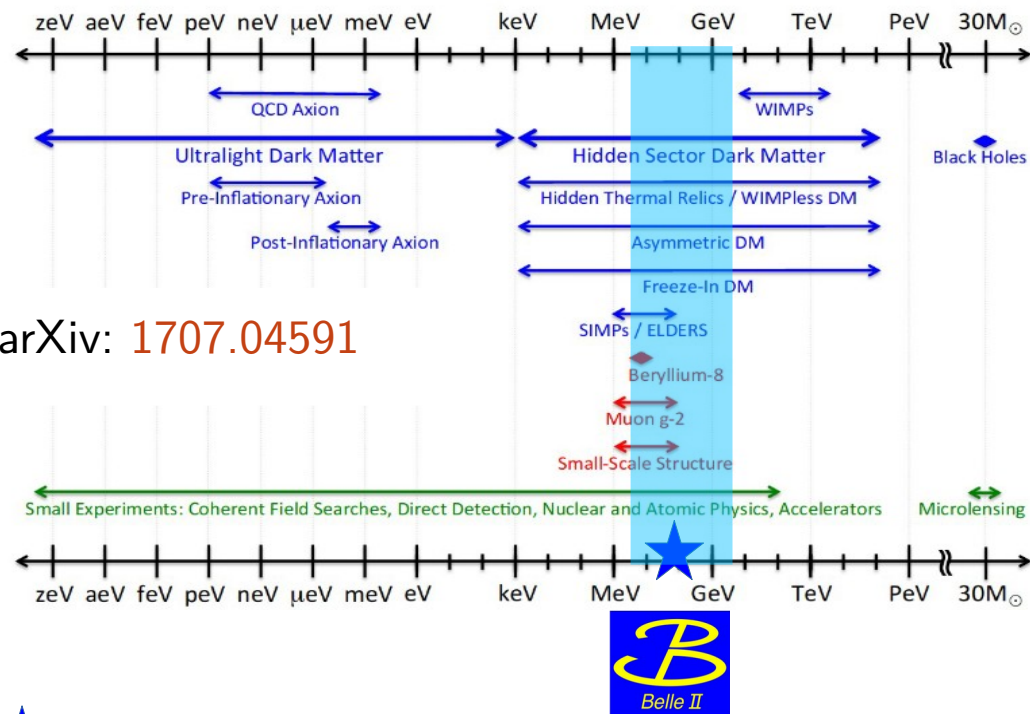 zeV aeV feV peV neV μeV meV eV keV MeV GeV TeV PeV 30M☉
QCD Axion WIMPs
Ultralight Dark Matter Hidden Sector Dark Matter Black Holes
Pre-Inflationary Axion Hidden Thermal Relics / WIMPless DM
Post-Inflationary Axion Asymmetric DM
Freeze-In DM
arXiv: 1707.04591 SIMPs / ELDERS
Beryllium-8
Muon g-2
Small-Scale Structure
Small Experiments: Coherent Field Searches, Direct Detection, Nuclear and Atomic Physics, Accelerators Microlensing
zeV aeV feV peV neV μeV meV eV keV MeV GeV TeV PeV 30M☉
B
Belle II